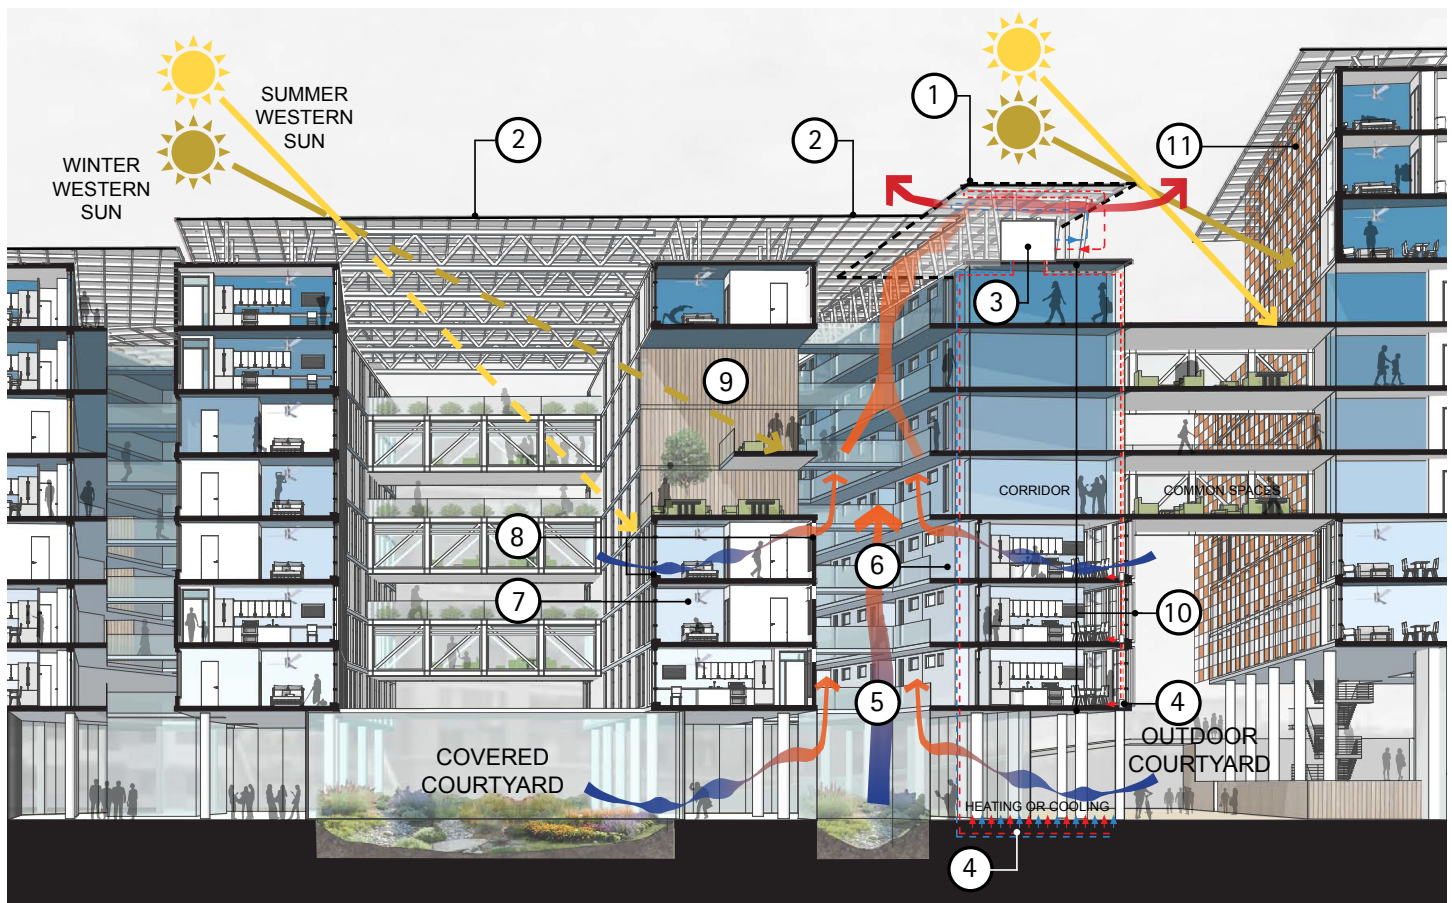 SUMMER
WESTERN
SUN
WINTER
WESTERN
SUN
1
2
2
11
3
9
CORRIDOR
COMMON SPACES
8
6
7
10
5
4
COVERED
COURTYARD
OUTDOOR
COURTYARD
HEATING OR COOLING
4